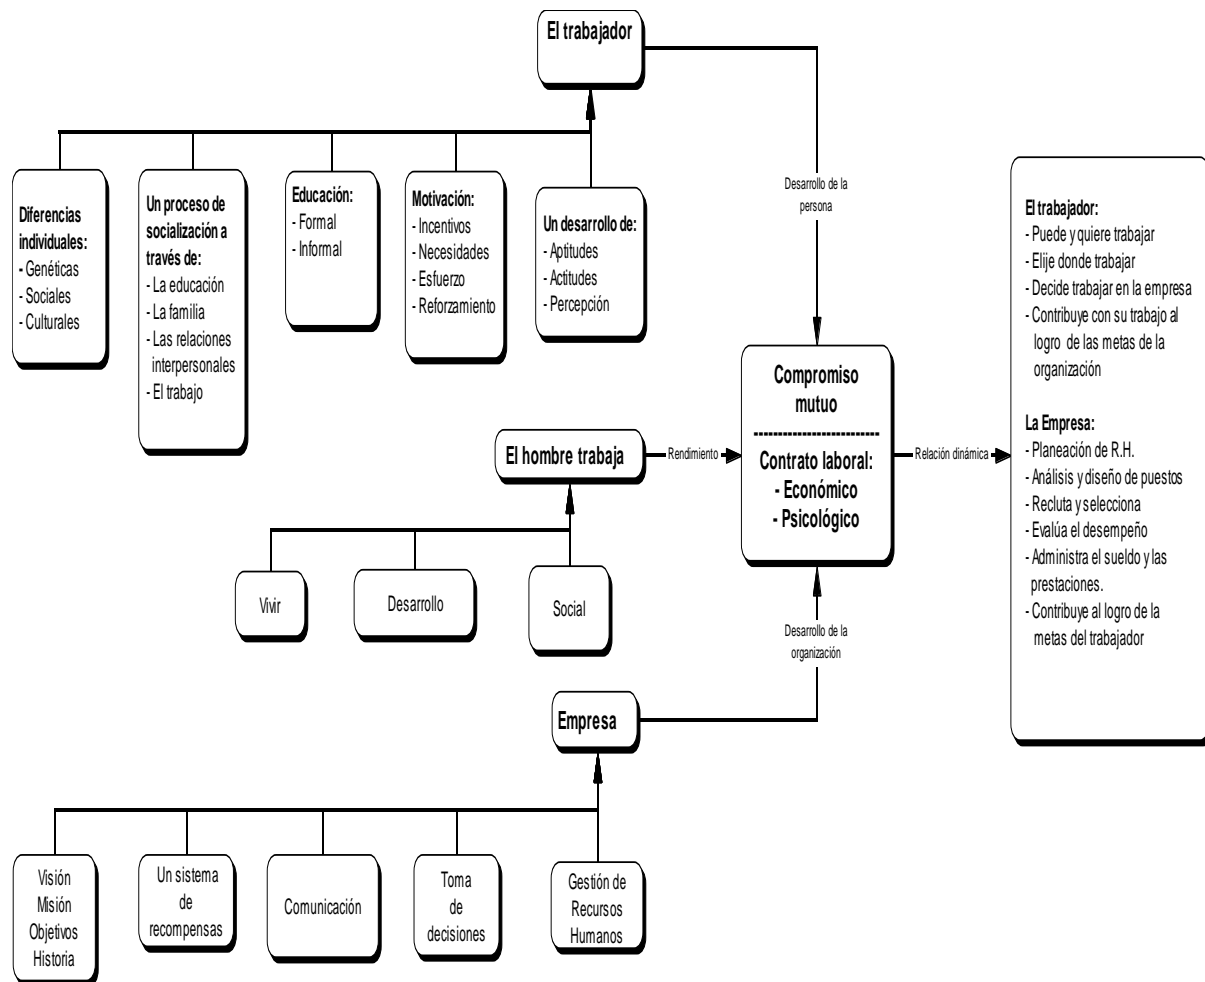 El trabajador
Diferencias
individuales:
- Genéticas
- Sociales
- Culturales
Un proceso de
socialización a
través de:
- La educación
- La familia
- Las relaciones
interpersonales
- El trabajo
Educación:
- Formal
- Informal
Motivación:
- Incentivos
- Necesidades
- Esfuerzo
- Reforzamiento
Un desarrollo de:
- Aptitudes
- Actitudes
- Percepción
Desarrollo de la
persona
El hombre trabaja
Rendimiento
Vivir
Desarrollo
Social
Compromiso
mutuo
---------------------------
Contrato laboral:
- Económico
- Psicológico
Relación dinámica
Desarrollo de la
organización
Empresa
Visión
Misión
Objetivos
Historia
Un sistema
de
recompensas
Comunicación
Toma
de
decisiones
Gestión de
Recursos
Humanos
El trabajador:
- Puede y quiere trabajar
- Elije donde trabajar
- Decide trabajar en la empresa
- Contribuye con su trabajo al
logro de las metas de la
organización
La Empresa:
- Planeación de R.H.
- Análisis y diseño de puestos
- Recluta y selecciona
- Evalúa el desempeño
- Administra el sueldo y las
prestaciones.
- Contribuye al logro de la
metas del trabajador